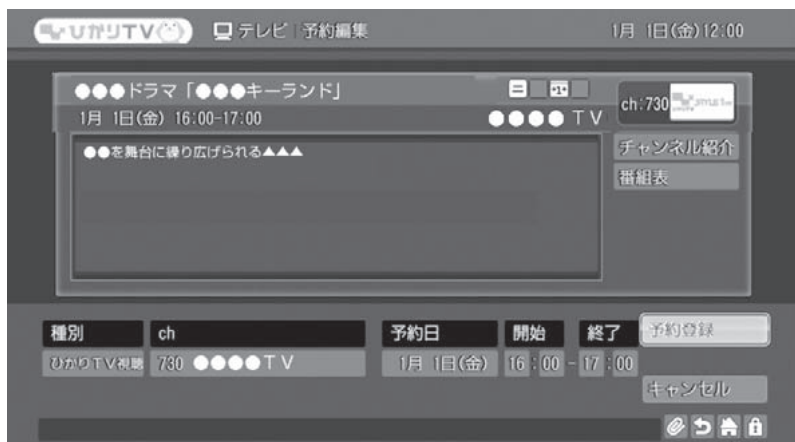 ひかりTV テレビ 予約編集 1月 1日(金)12:00
●●●ドラマ「●●●キーランド」
1月 1日(金) 16:00-17:00 ●●●●TV
ch:730
●●を舞台に繰り広げられる▲▲▲
チャンネル紹介
番組表
種別 ch 予約日 開始 終了 予約登録
ひかりTV視聴 730 ●●●●TV 1月 1日(金) 16:00-17:00
キャンセル